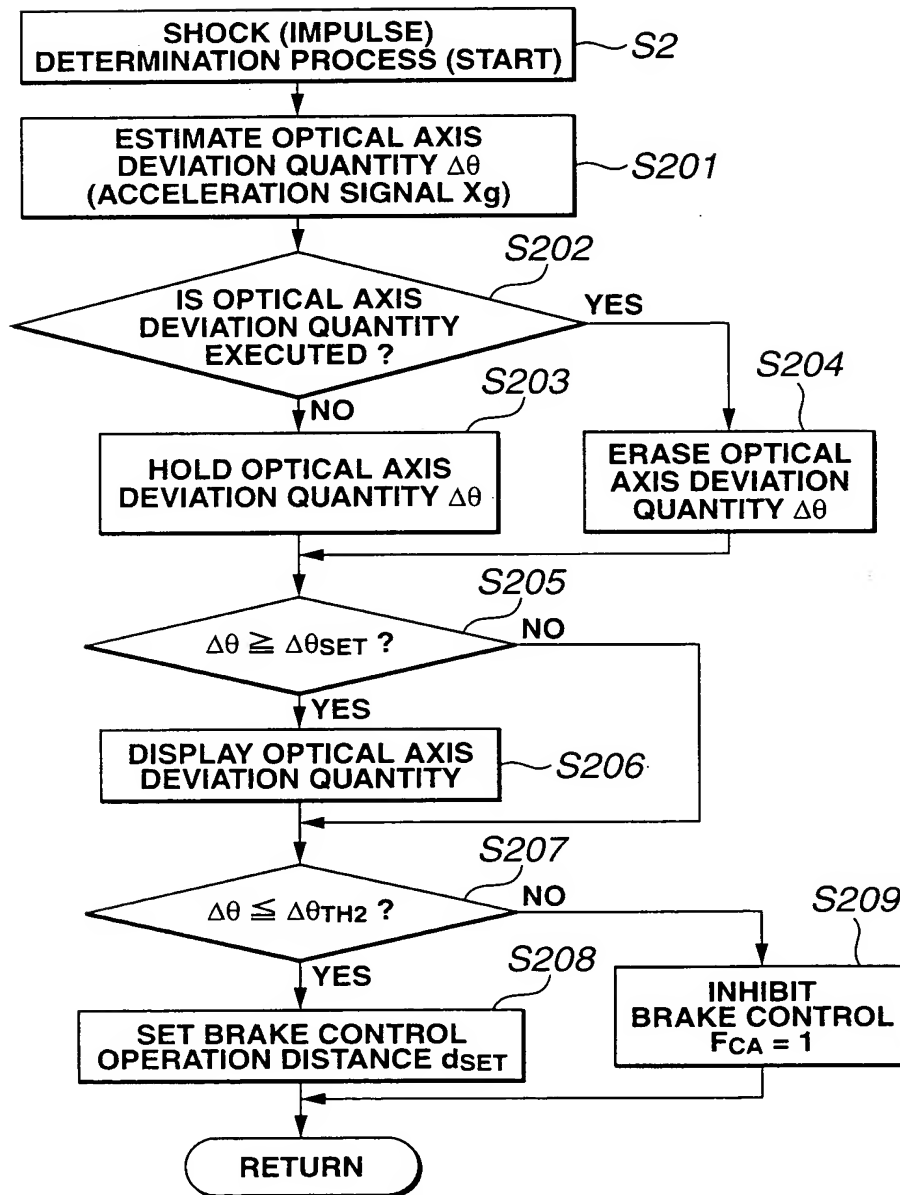 SHOCK (IMPULSE)
DETERMINATION PROCESS (START)
S2
ESTIMATE OPTICAL AXIS
DEVIATION QUANTITY Δθ
(ACCELERATION SIGNAL Xg)
S201
S202
IS OPTICAL AXIS
DEVIATION QUANTITY
EXECUTED ?
YES
NO
S203
HOLD OPTICAL AXIS
DEVIATION QUANTITY Δθ
S204
ERASE OPTICAL
AXIS DEVIATION
QUANTITY Δθ
S205
Δθ ≧ ΔθSET ?
NO
YES
DISPLAY OPTICAL AXIS
DEVIATION QUANTITY
S206
S207
Δθ ≦ ΔθTH2 ?
NO
YES
S208
SET BRAKE CONTROL
OPERATION DISTANCE dSET
S209
INHIBIT
BRAKE CONTROL
FCA = 1
RETURN